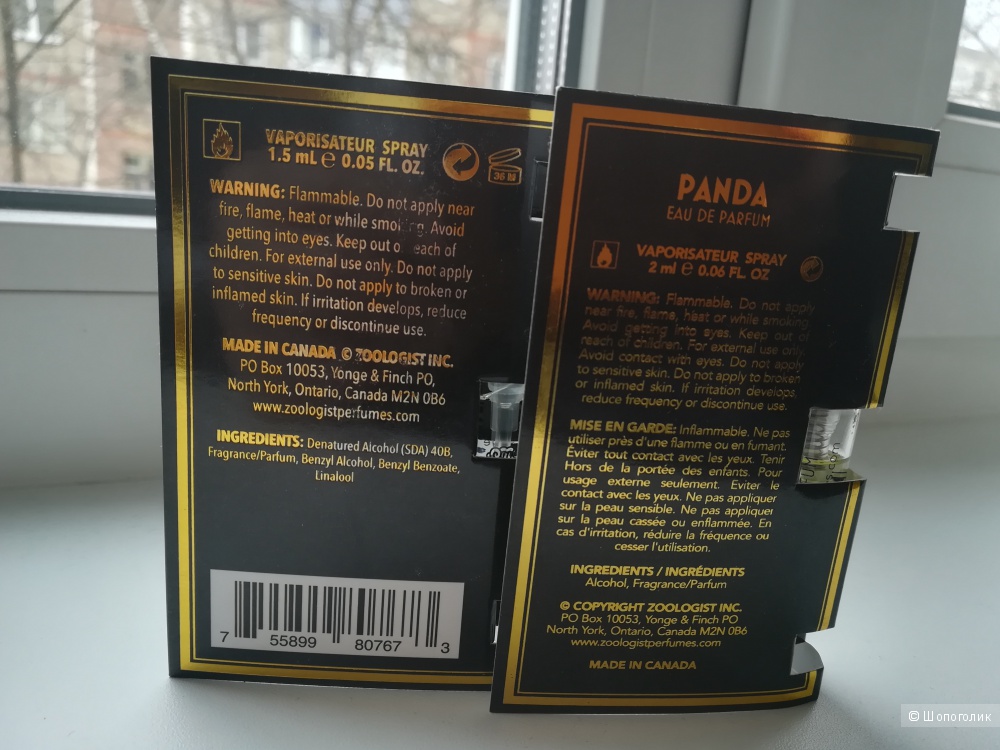 VAPORISATEUR SPRAY
1.5 mL ℮ 0.05 FL. OZ.
36 M
WARNING: Flammable. Do not apply near
fire, flame, heat or while smoking. Avoid
getting into eyes. Keep out of reach of
children. For external use only. Do not apply
to sensitive skin. Do not apply to broken or
inflamed skin. If irritation develops, reduce
frequency or discontinue use.
MADE IN CANADA © ZOOLOGIST INC.
PO Box 10053, Yonge & Finch PO,
North York, Ontario, Canada M2N 0B6
www.zoologistperfumes.com
INGREDIENTS: Denatured Alcohol (SDA) 40B,
Fragrance/Parfum, Benzyl Alcohol, Benzyl Benzoate,
Linalool
7 55899 80767 3
PANDA
EAU DE PARFUM
VAPORISATEUR SPRAY
2 ml ℮ 0.06 FL. OZ
WARNING: Flammable. Do not apply
near fire, flame, heat or while smoking.
Avoid getting into eyes. Keep out of
reach of children. For external use only.
Avoid contact with eyes. Do not apply
to sensitive skin. Do not apply to broken
or inflamed skin. If irritation develops,
reduce frequency or discontinue use.
MISE EN GARDE: Inflammable. Ne pas
utiliser près d'une flamme ou en fumant.
Éviter tout contact avec les yeux. Tenir
Hors de la portée des enfants. Pour
usage externe seulement. Eviter le
contact avec les yeux. Ne pas appliquer
sur la peau sensible. Ne pas appliquer
sur la peau cassée ou enflammée. En
cas d'irritation, réduire la fréquence ou
cesser l'utilisation.
INGREDIENTS / INGRÉDIENTS
Alcohol, Fragrance/Parfum
© COPYRIGHT ZOOLOGIST INC.
PO Box 10053, Yonge & Finch PO
North York, Ontario, Canada M2N 0B6
www.zoologistperfumes.com
MADE IN CANADA
© Шопоголик